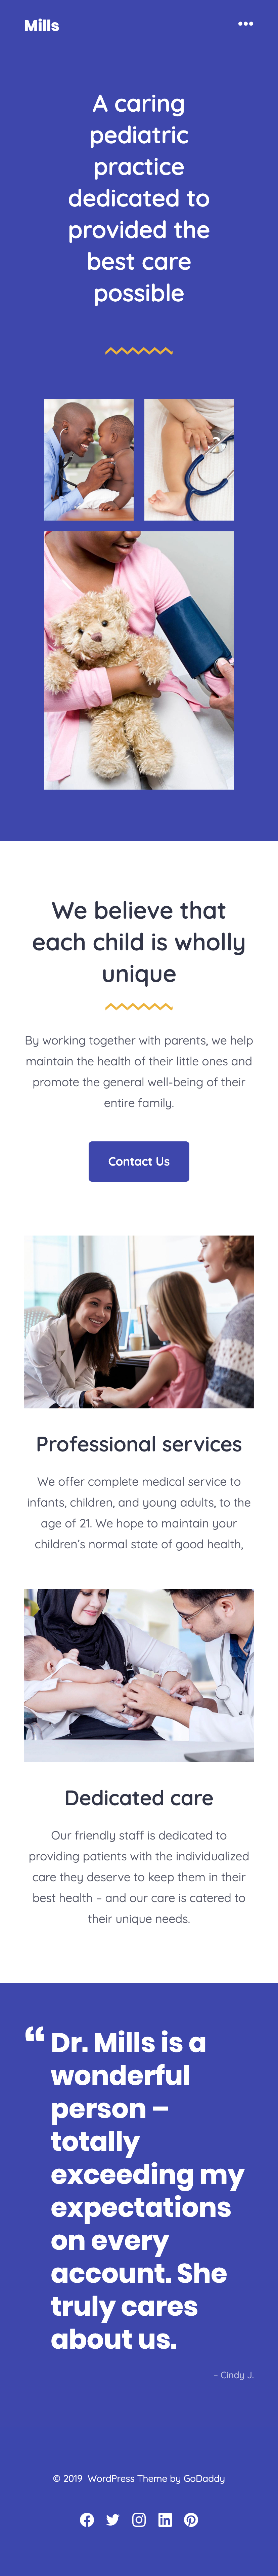 Mills
A caring
pediatric
practice
dedicated to
provided the
best care
possible
We believe that
each child is wholly
unique
By working together with parents, we help
maintain the health of their little ones and
promote the general well-being of their
entire family.
Contact Us
Professional services
We offer complete medical service to
infants, children, and young adults, to the
age of 21. We hope to maintain your
children’s normal state of good health,
Dedicated care
Our friendly staff is dedicated to
providing patients with the individualized
care they deserve to keep them in their
best health – and our care is catered to
their unique needs.
“ Dr. Mills is a
wonderful
person –
totally
exceeding my
expectations
on every
account. She
truly cares
about us.
– Cindy J.
© 2019 WordPress Theme by GoDaddy